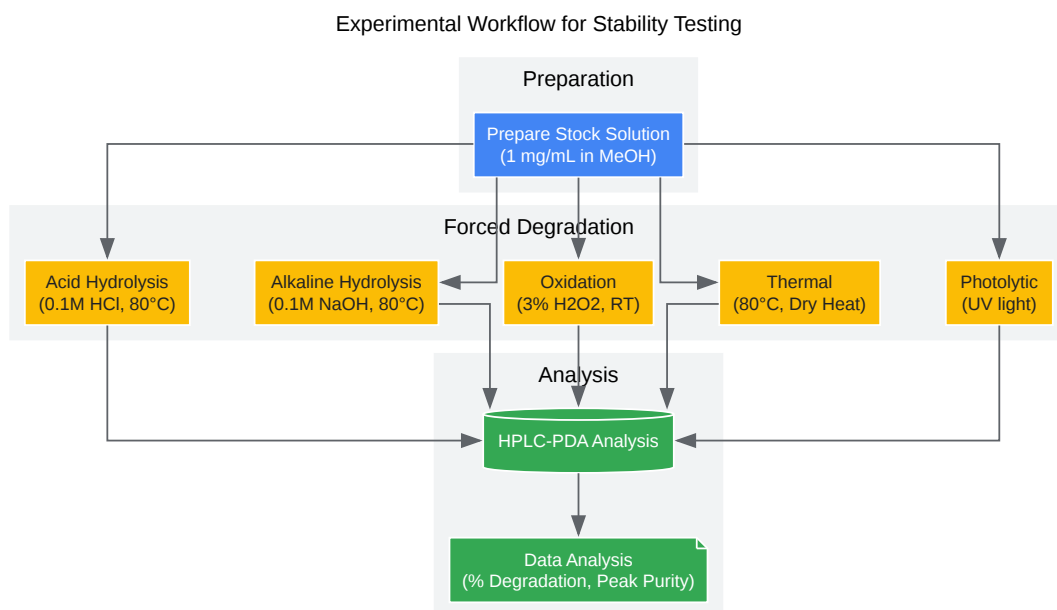 Experimental Workflow for Stability Testing
Preparation
Prepare Stock Solution
(1 mg/mL in MeOH)
Forced Degradation
Acid Hydrolysis
(0.1M HCl, 80°C)
Alkaline Hydrolysis
(0.1M NaOH, 80°C)
Oxidation
(3% H2O2, RT)
Thermal
(80°C, Dry Heat)
Photolytic
(UV light)
Analysis
HPLC-PDA Analysis
Data Analysis
(% Degradation, Peak Purity)